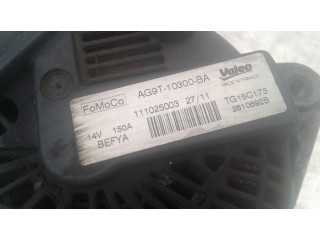 FoMoCo
AG9T-10300-BA
Valeo
111025003 27/11
TG15C173
14V 150A
2610692B
BEFYA